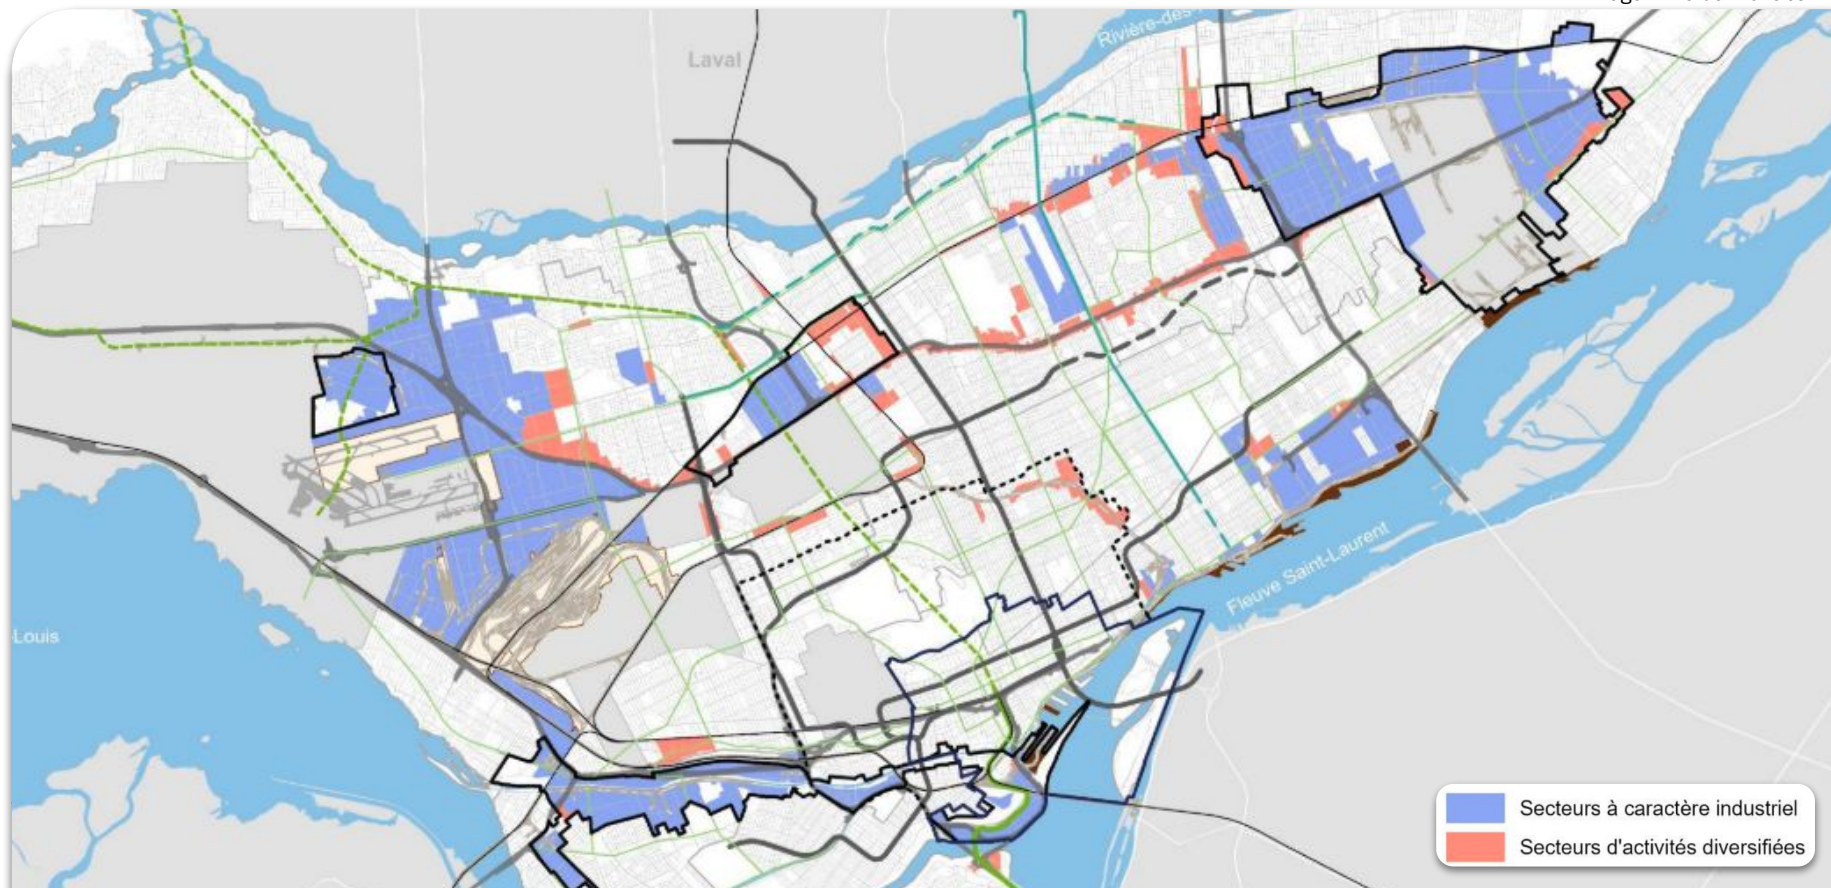 Rivière-des-
Laval
Fleuve Saint-Laurent
-Louis
Secteurs à caractère industriel
Secteurs d'activités diversifiées